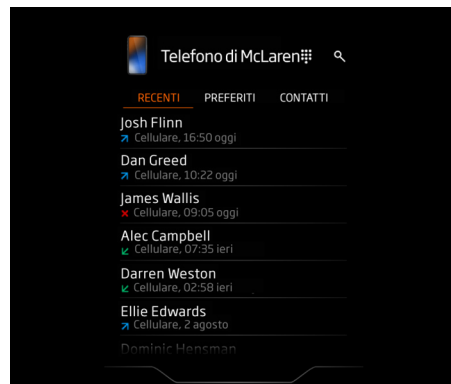 Telefono di McLaren
RECENTI PREFERITI CONTATTI
Josh Flinn
Cellulare, 16:50 oggi
Dan Greed
Cellulare, 10:22 oggi
James Wallis
Cellulare, 09:05 oggi
Alec Campbell
Cellulare, 07:35 ieri
Darren Weston
Cellulare, 02:58 ieri
Ellie Edwards
Cellulare, 2 agosto
Dominic Hensman